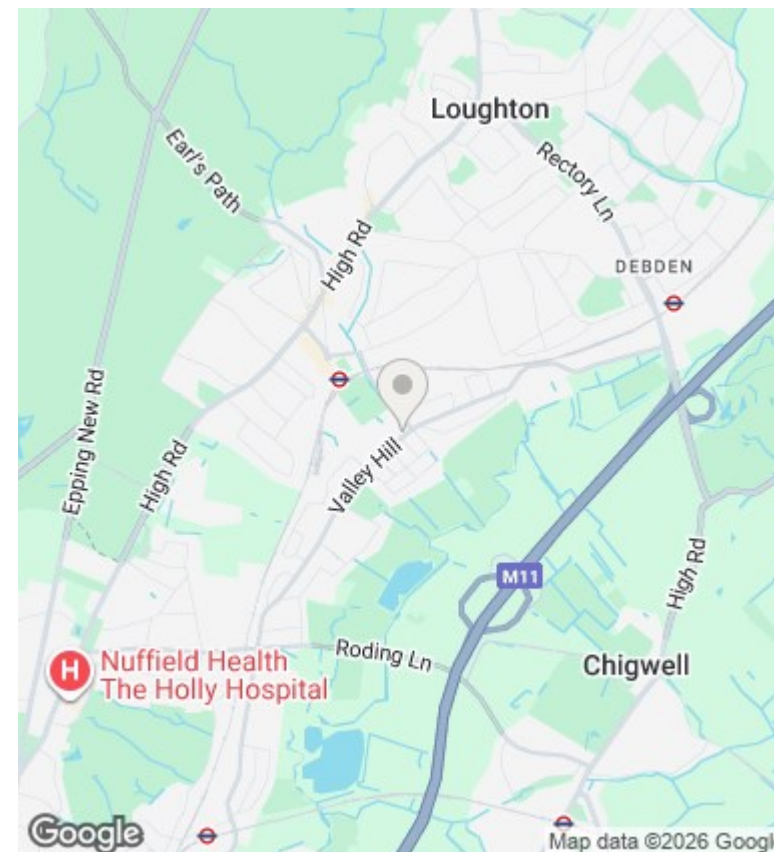 Loughton
Earl's Path
Rectory Ln
High Rd
DEBDEN
Epping New Rd
High Rd
Valley Hill
M11
High Rd
Roding Ln
H
Nuffield Health
The Holly Hospital
Chigwell
Google
Map data ©2026 Googl